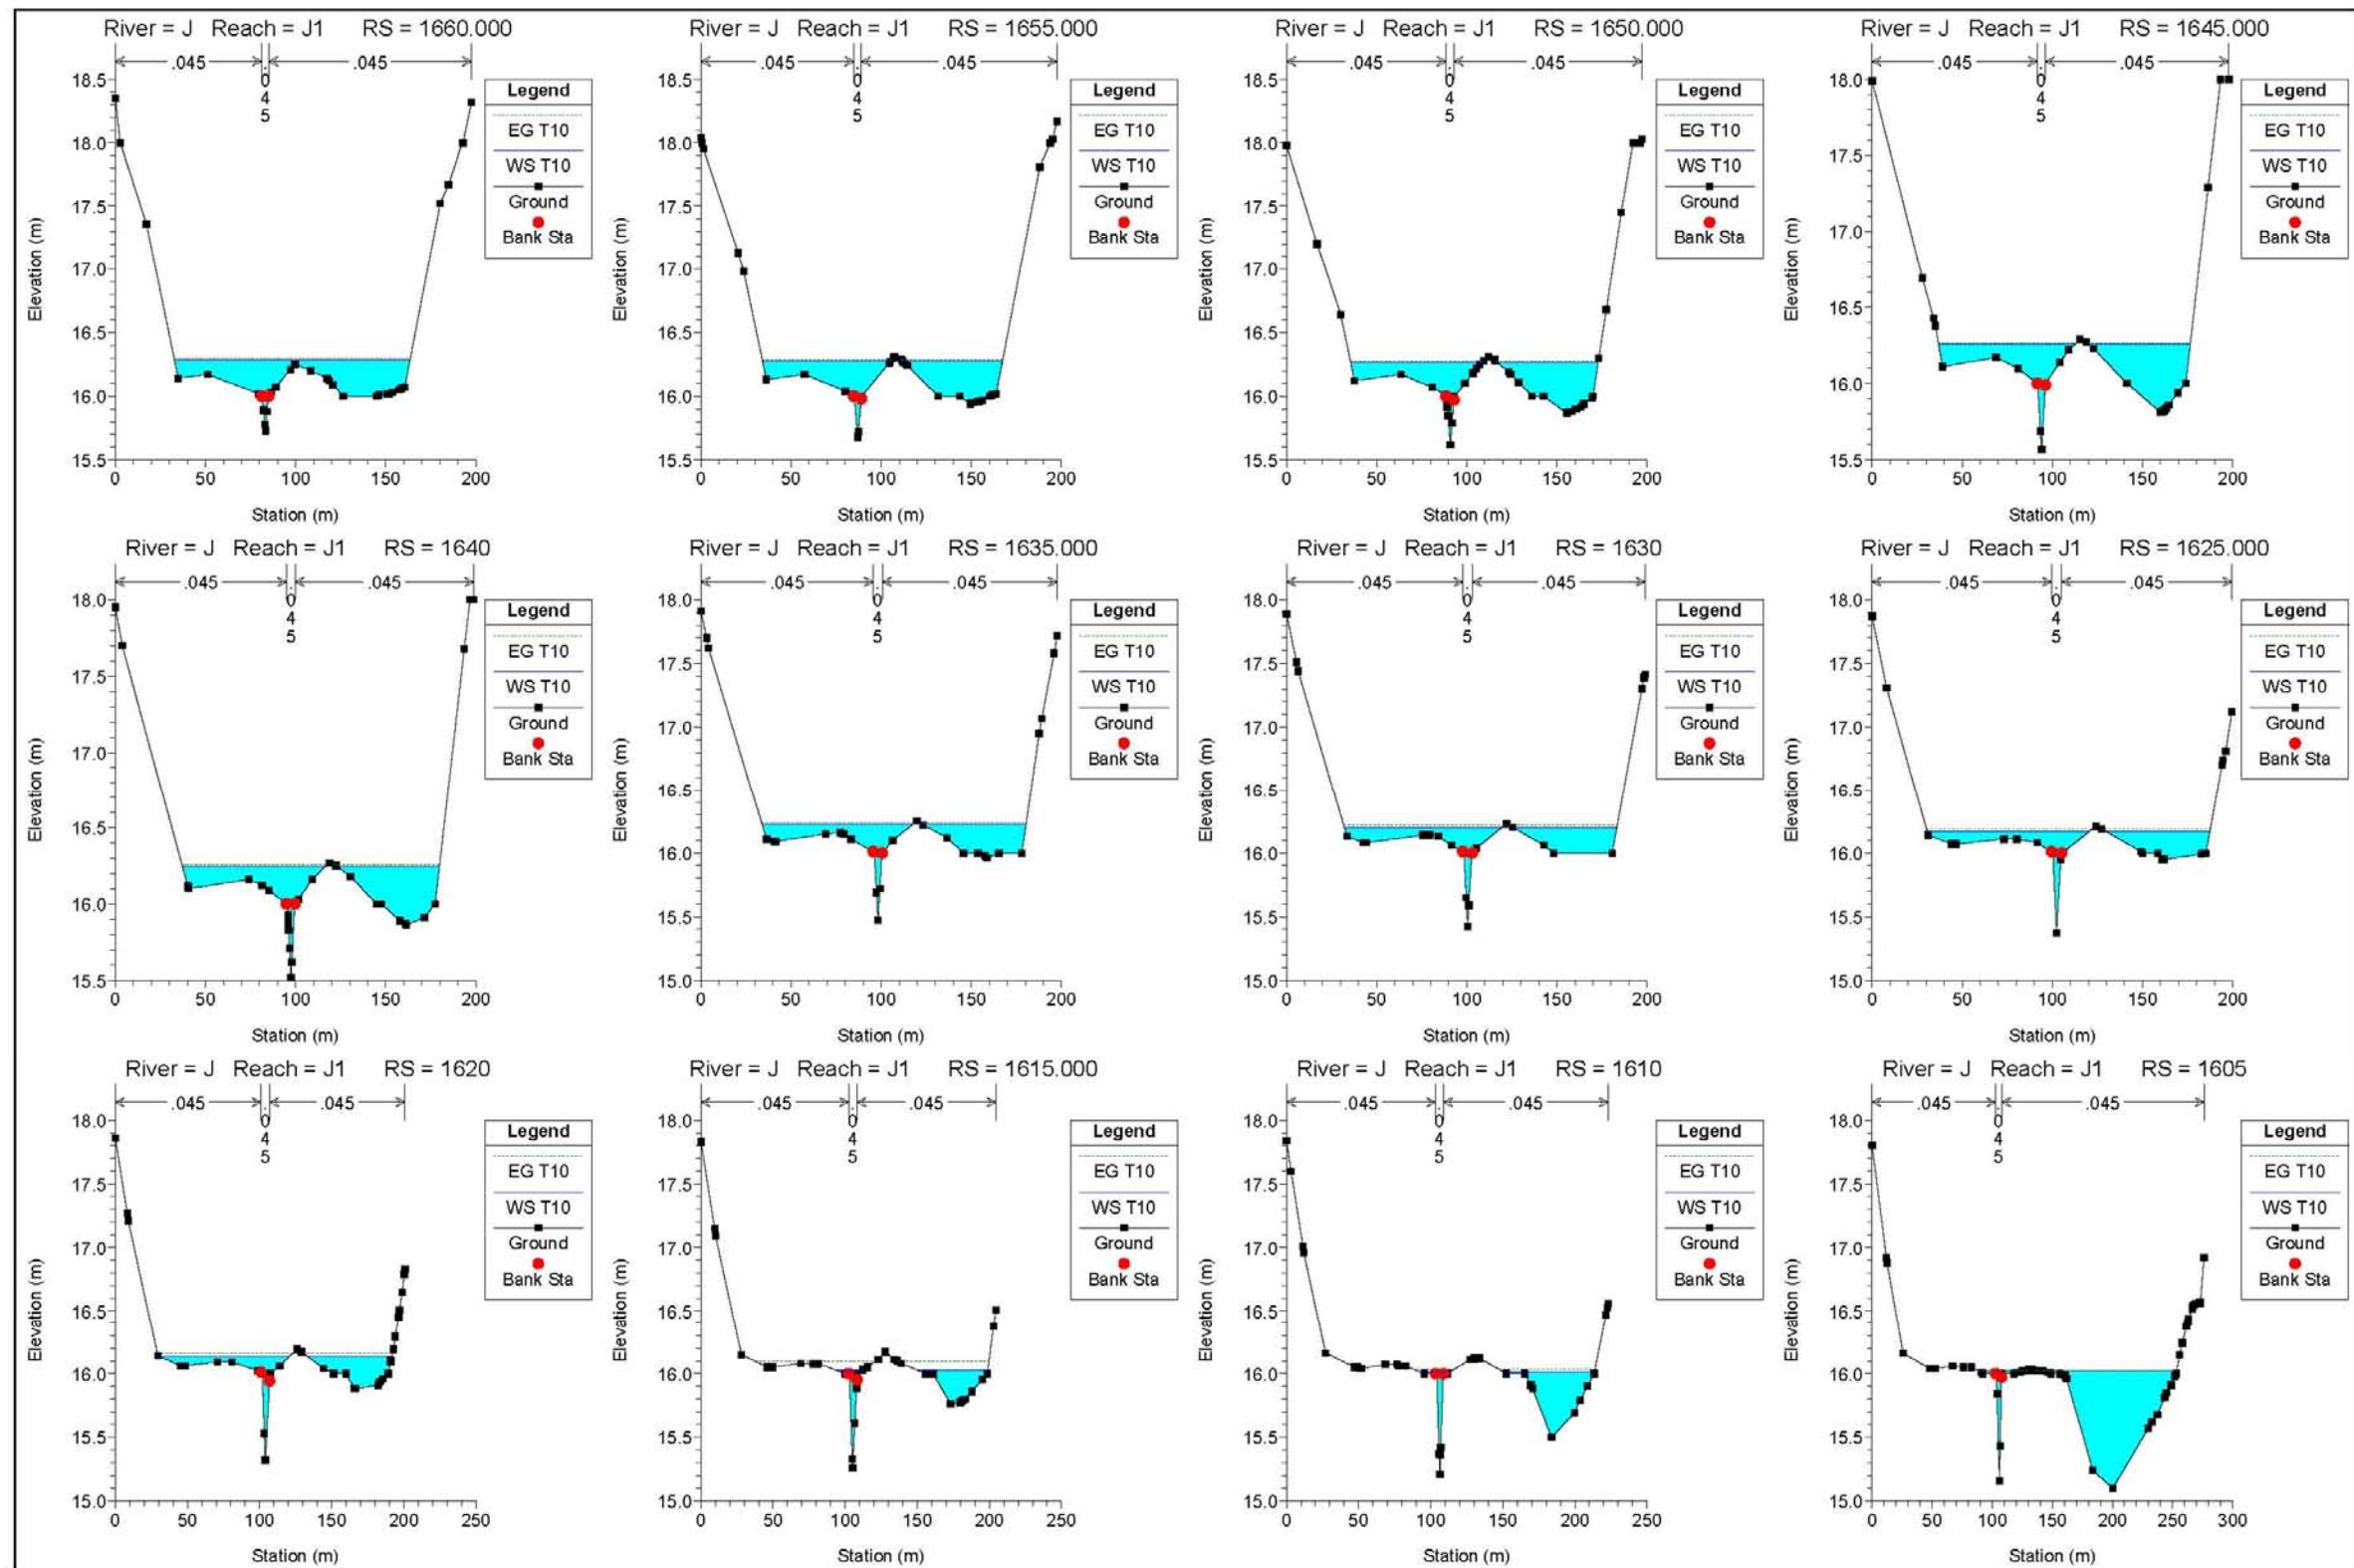 River = J Reach = J1 RS = 1660.000
.045 .045
.
0
4
5
Elevation (m)
18.5
18.0
17.5
17.0
16.5
16.0
15.5
0 50 100 150 200
Station (m)
Legend
EG T10
WS T10
Ground
Bank Sta
River = J Reach = J1 RS = 1655.000
.045 .045
.
0
4
5
Elevation (m)
18.5
18.0
17.5
17.0
16.5
16.0
15.5
0 50 100 150 200
Station (m)
Legend
EG T10
WS T10
Ground
Bank Sta
River = J Reach = J1 RS = 1650.000
.045 .045
.
0
4
5
Elevation (m)
18.5
18.0
17.5
17.0
16.5
16.0
15.5
0 50 100 150 200
Station (m)
Legend
EG T10
WS T10
Ground
Bank Sta
River = J Reach = J1 RS = 1645.000
.045 .045
.
0
4
5
Elevation (m)
18.0
17.5
17.0
16.5
16.0
15.5
0 50 100 150 200
Station (m)
Legend
EG T10
WS T10
Ground
Bank Sta
River = J Reach = J1 RS = 1640
.045 .045
.
0
4
5
Elevation (m)
18.0
17.5
17.0
16.5
16.0
15.5
0 50 100 150 200
Station (m)
Legend
EG T10
WS T10
Ground
Bank Sta
River = J Reach = J1 RS = 1635.000
.045 .045
.
0
4
5
Elevation (m)
18.0
17.5
17.0
16.5
16.0
15.5
15.0
0 50 100 150 200
Station (m)
Legend
EG T10
WS T10
Ground
Bank Sta
River = J Reach = J1 RS = 1630
.045 .045
.
0
4
5
Elevation (m)
18.0
17.5
17.0
16.5
16.0
15.5
15.0
0 50 100 150 200
Station (m)
Legend
EG T10
WS T10
Ground
Bank Sta
River = J Reach = J1 RS = 1625.000
.045 .045
.
0
4
5
Elevation (m)
18.0
17.5
17.0
16.5
16.0
15.5
15.0
0 50 100 150 200
Station (m)
Legend
EG T10
WS T10
Ground
Bank Sta
River = J Reach = J1 RS = 1620
.045 .045
.
0
4
5
Elevation (m)
18.0
17.5
17.0
16.5
16.0
15.5
15.0
0 50 100 150 200 250
Station (m)
Legend
EG T10
WS T10
Ground
Bank Sta
River = J Reach = J1 RS = 1615.000
.045 .045
.
0
4
5
Elevation (m)
18.0
17.5
17.0
16.5
16.0
15.5
15.0
0 50 100 150 200 250
Station (m)
Legend
EG T10
WS T10
Ground
Bank Sta
River = J Reach = J1 RS = 1610
.045 .045
.
0
4
5
Elevation (m)
18.0
17.5
17.0
16.5
16.0
15.5
15.0
0 50 100 150 200 250
Station (m)
Legend
EG T10
WS T10
Ground
Bank Sta
River = J Reach = J1 RS = 1605
.045 .045
.
0
4
5
Elevation (m)
18.0
17.5
17.0
16.5
16.0
15.5
15.0
0 50 100 150 200 250 300
Station (m)
Legend
EG T10
WS T10
Ground
Bank Sta